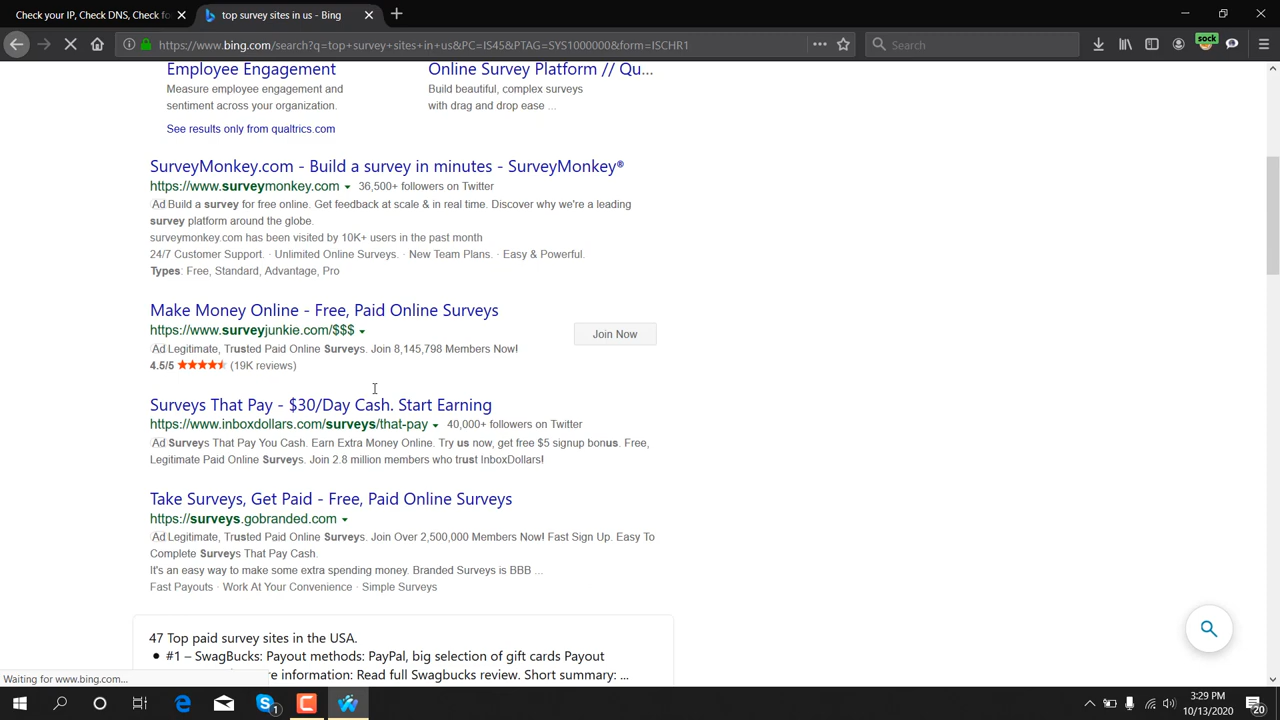 Check your IP, Check DNS, Check fo
top survey sites in us - Bing
https://www.bing.com/search?q=top+survey+sites+in+us&PC=IS45&PTAG=SYS1000000&form=ISCHR1
Search
sock
Employee Engagement
Measure employee engagement and
sentiment across your organization.
Online Survey Platform // Qu...
Build beautiful, complex surveys
with drag and drop ease ...
See results only from qualtrics.com
SurveyMonkey.com - Build a survey in minutes - SurveyMonkey®
https://www.surveymonkey.com 36,500+ followers on Twitter
Ad Build a survey for free online. Get feedback at scale & in real time. Discover why we're a leading
survey platform around the globe.
surveymonkey.com has been visited by 10K+ users in the past month
24/7 Customer Support. · Unlimited Online Surveys. · New Team Plans. · Easy & Powerful.
Types: Free, Standard, Advantage, Pro
Make Money Online - Free, Paid Online Surveys
https://www.surveyjunkie.com/$$$
Join Now
Ad Legitimate, Trusted Paid Online Surveys. Join 8,145,798 Members Now!
4.5/5 ★★★★★ (19K reviews)
Surveys That Pay - $30/Day Cash. Start Earning
https://www.inboxdollars.com/surveys/that-pay 40,000+ followers on Twitter
Ad Surveys That Pay You Cash. Earn Extra Money Online. Try us now, get free $5 signup bonus. Free,
Legitimate Paid Online Surveys. Join 2.8 million members who trust InboxDollars!
Take Surveys, Get Paid - Free, Paid Online Surveys
https://surveys.gobranded.com
Ad Legitimate, Trusted Paid Online Surveys. Join Over 2,500,000 Members Now! Fast Sign Up. Easy To
Complete Surveys That Pay Cash.
It's an easy way to make some extra spending money. Branded Surveys is BBB ...
Fast Payouts · Work At Your Convenience · Simple Surveys
47 Top paid survey sites in the USA.
• #1 – SwagBucks: Payout methods: PayPal, big selection of gift cards Payout
re information: Read full Swagbucks review. Short summary: ...
Waiting for www.bing.com...
1
3:29 PM
10/13/2020
20